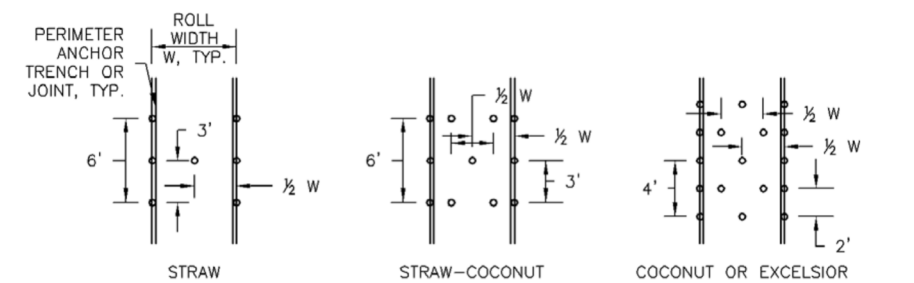 PERIMETER
ANCHOR
TRENCH OR
JOINT, TYP.
ROLL
WIDTH
W, TYP.
3'
6'
½ W
STRAW
½ W
½ W
6'
3'
STRAW-COCONUT
½ W
½ W
4'
2'
COCONUT OR EXCELSIOR